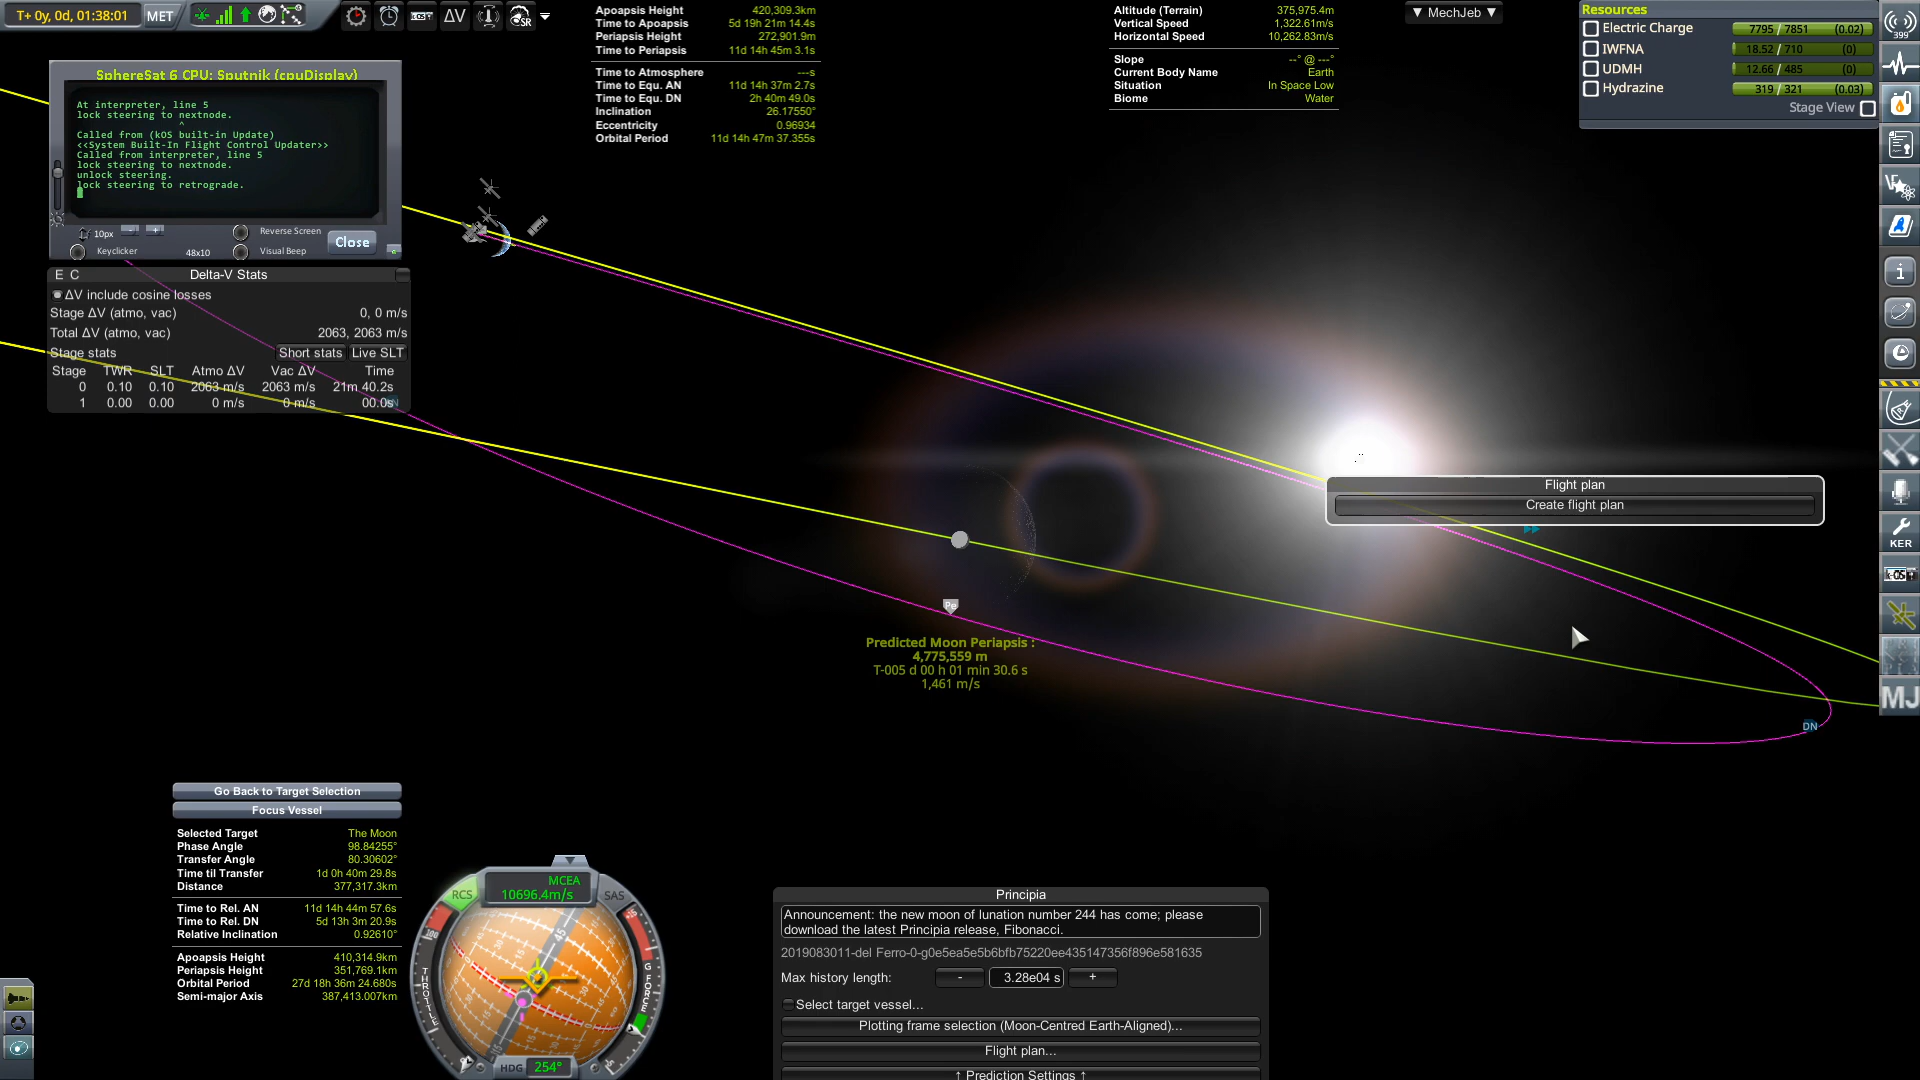 T+ 0y, 0d, 01:38:01 MET
kOS ΔV SR
SphereSat 6 CPU: Sputnik (cpuDisplay)
At interpreter, line 5
lock steering to nextnode.
^
Called from (kOS built-in Update)
<<System Built-In Flight Control Updater>>
Called from interpreter, line 5
lock steering to nextnode.
unlock steering.
lock steering to retrograde.
10px - + Reverse Screen
Keyclicker 48x10 Visual Beep Close
E C Delta-V Stats
ΔV include cosine losses
Stage ΔV (atmo, vac) 0, 0 m/s
Total ΔV (atmo, vac) 2063, 2063 m/s
Stage stats Short stats Live SLT
Stage TWR SLT Atmo ΔV Vac ΔV Time
0 0.10 0.10 2063 m/s 2063 m/s 21m 40.2s
1 0.00 0.00 0 m/s 0 m/s 00.0s
Apoapsis Height 420,309.3km
Time to Apoapsis 5d 19h 21m 14.4s
Periapsis Height 272,901.9m
Time to Periapsis 11d 14h 45m 3.1s
Time to Atmosphere ---s
Time to Equ. AN 11d 14h 37m 2.7s
Time to Equ. DN 2h 40m 49.0s
Inclination 26.17550°
Eccentricity 0.96934
Orbital Period 11d 14h 47m 37.355s
Altitude (Terrain) 375,975.4m
Vertical Speed 1,322.61m/s
Horizontal Speed 10,262.83m/s
Slope --° @ ---°
Current Body Name Earth
Situation In Space Low
Biome Water
▼ MechJeb ▼
Resources
Electric Charge 7795 / 7851 (0.02)
IWFNA 18.52 / 710 (0)
UDMH 12.66 / 485 (0)
Hydrazine 319 / 321 (0.03)
Stage View
399
KER
kOS
MJ
Flight plan
Create flight plan
Pe
Predicted Moon Periapsis :
4,775,559 m
T-005 d 00 h 01 min 30.6 s
1,461 m/s
DN
Go Back to Target Selection
Focus Vessel
Selected Target The Moon
Phase Angle 98.84255°
Transfer Angle 80.30602°
Time til Transfer 1d 0h 40m 29.8s
Distance 377,317.3km
Time to Rel. AN 11d 14h 44m 57.6s
Time to Rel. DN 5d 13h 3m 20.9s
Relative Inclination 0.92610°
Apoapsis Height 410,314.9km
Periapsis Height 351,769.1km
Orbital Period 27d 18h 36m 24.680s
Semi-major Axis 387,413.007km
RCS MCEA SAS
10696.4m/s
THROTTLE
G FORCE
45
HDG 254°
Principia
Announcement: the new moon of lunation number 244 has come; please
download the latest Principia release, Fibonacci.
2019083011-del Ferro-0-g0e5ea5e5b6bfb75220ee435147356f896e581635
Max history length: - 3.28e04 s +
Select target vessel...
Plotting frame selection (Moon-Centred Earth-Aligned)...
Flight plan...
↑ Prediction Settings ↑